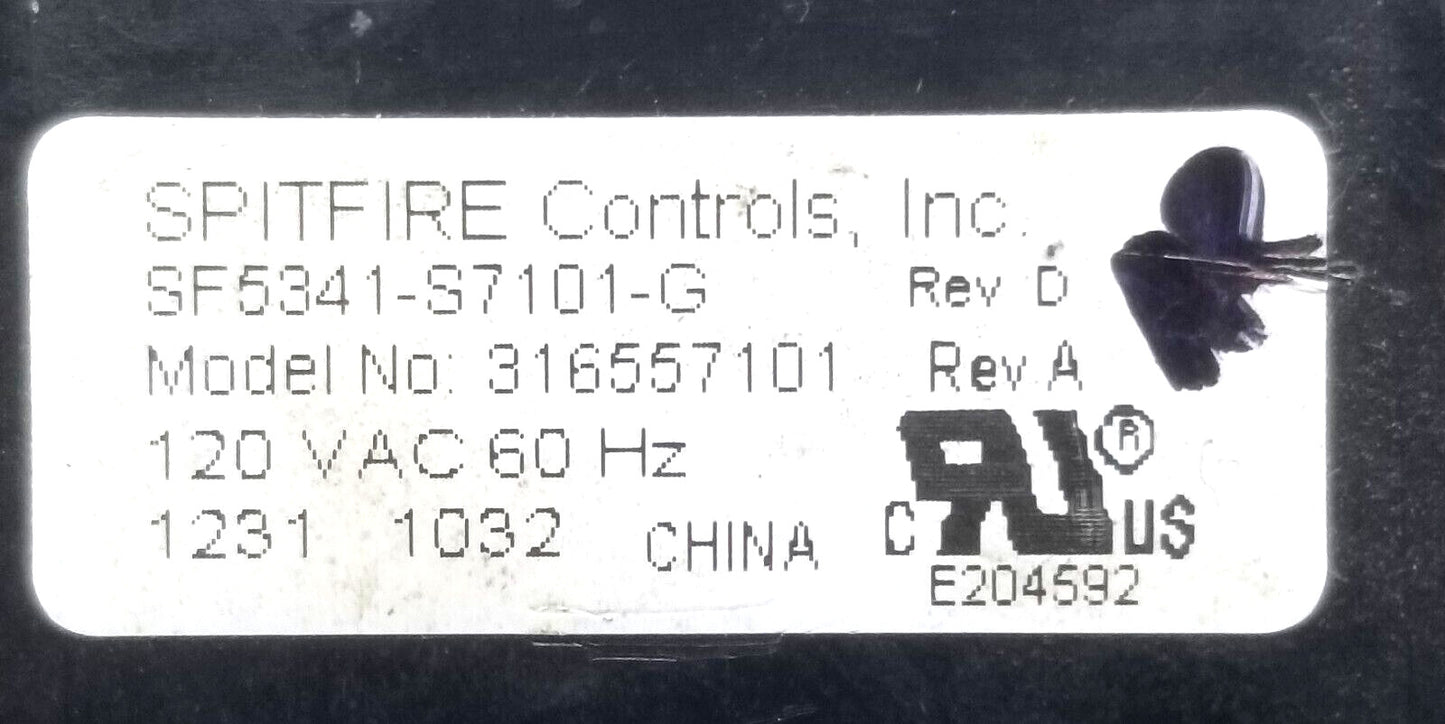 SPITFIRE Controls, Inc.
SF5341-S7101-G Rev D
Model No: 316557101 Rev A
120 VAC 60 Hz
1231 1032 CHINA
C RU ® US
E204592